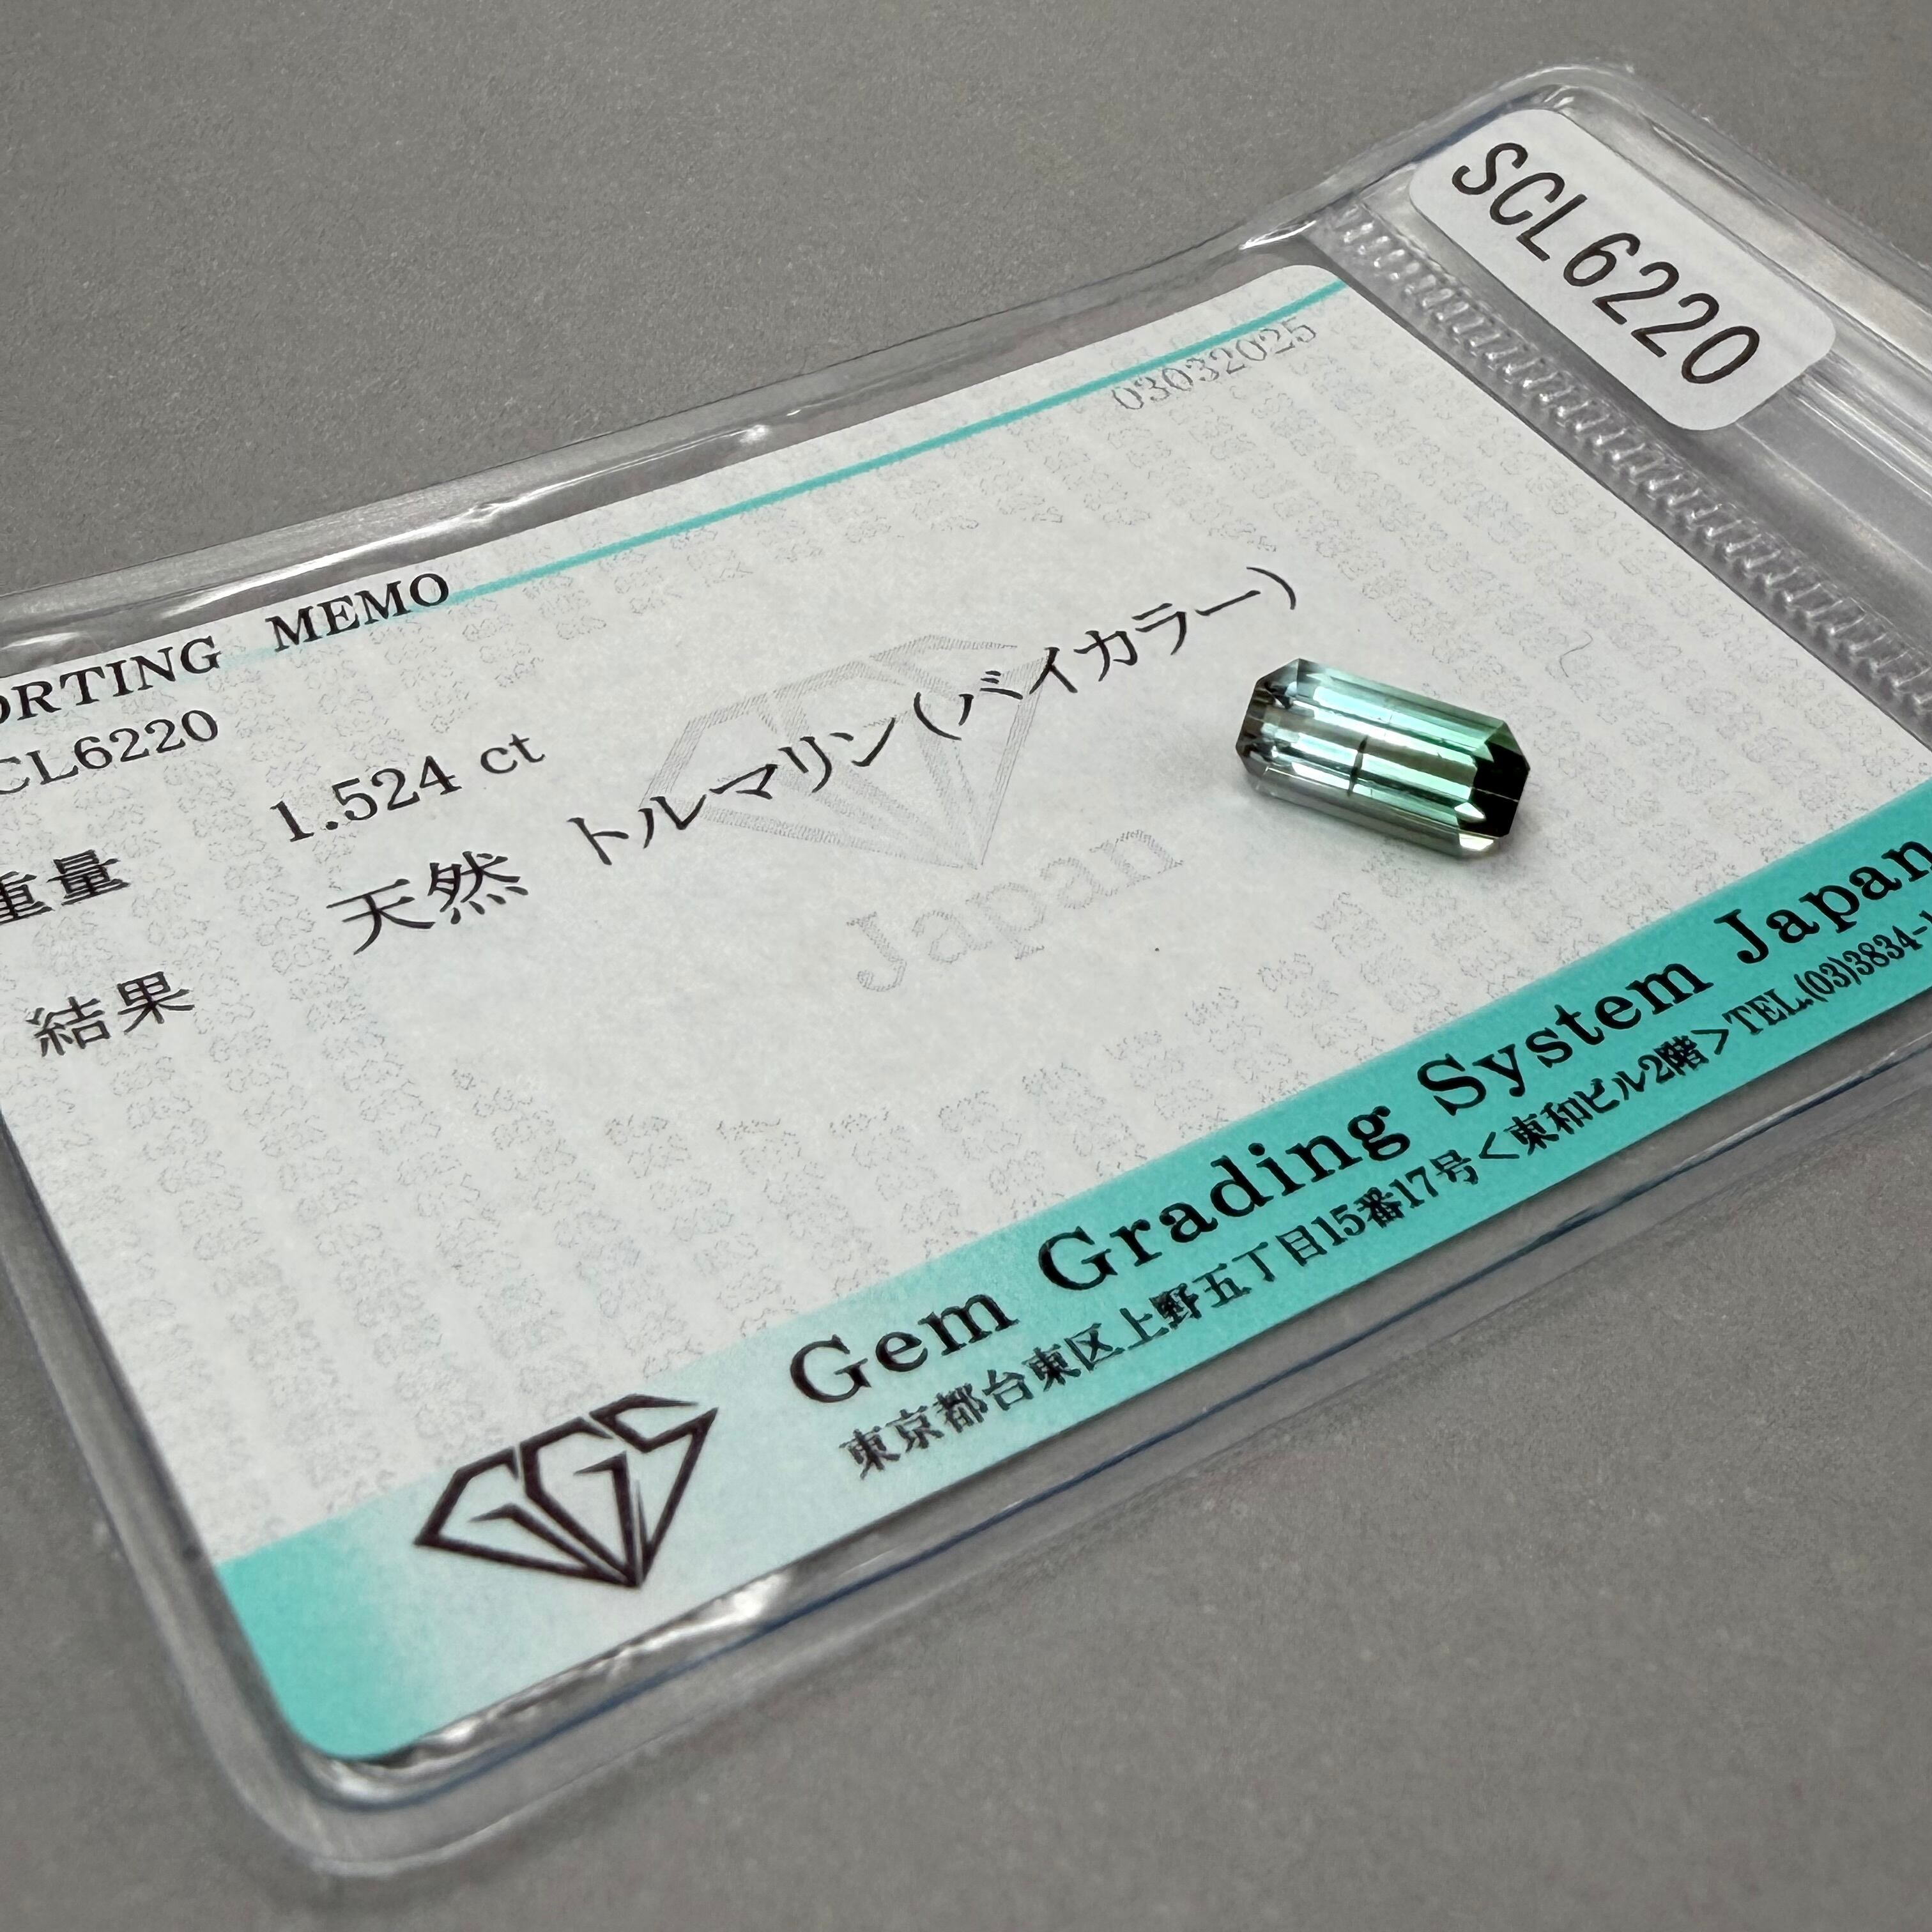 SCL6220
03032025
ORTING MEMO
CL6220
重量 1.524 ct
結果 天然 トルマリン(バイカラー)
Japan
GGS
Gem Grading System Japan
東京都台東区上野五丁目15番17号<東和ビル2階>TEL.(03)3834-